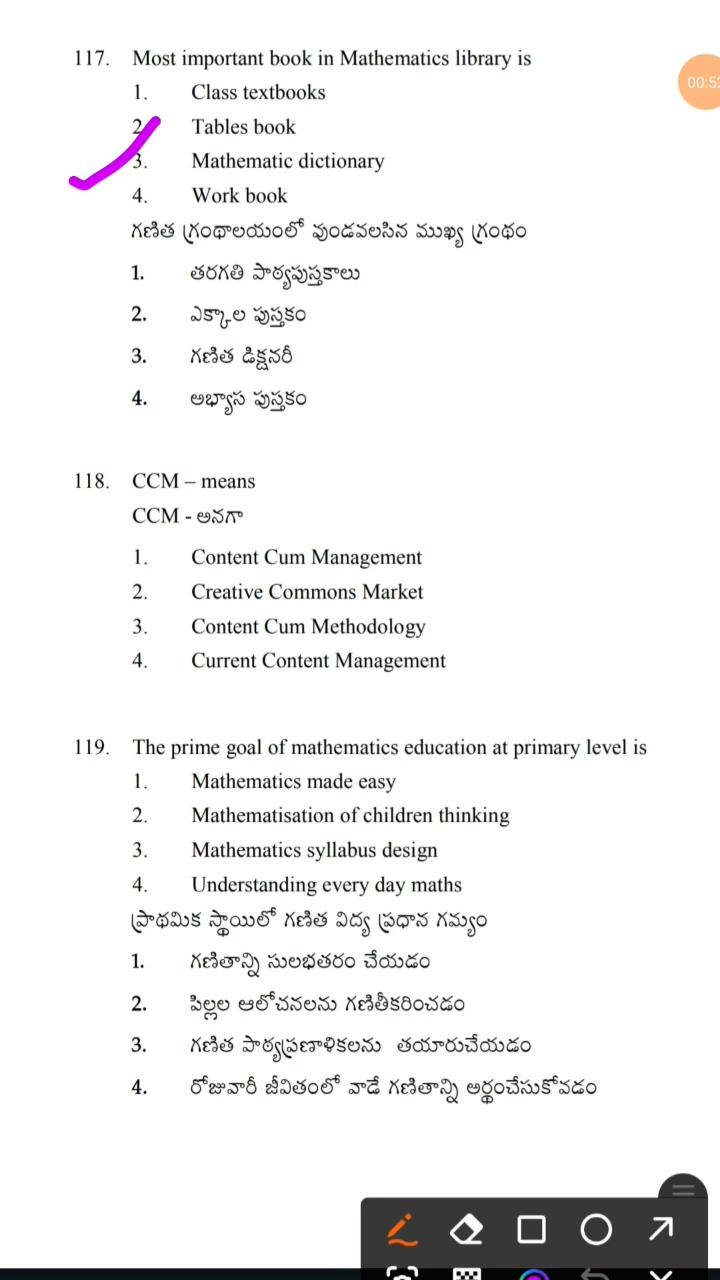 117. Most important book in Mathematics library is
1. Class textbooks
2. Tables book
3. Mathematic dictionary
4. Work book
గణిత గ్రంథాలయంలో వుండవలసిన ముఖ్య గ్రంథం
1. తరగతి పాఠ్యపుస్తకాలు
2. ఎక్కాల పుస్తకం
3. గణిత డిక్షనరీ
4. అభ్యాస పుస్తకం
118. CCM – means
CCM - అనగా
1. Content Cum Management
2. Creative Commons Market
3. Content Cum Methodology
4. Current Content Management
119. The prime goal of mathematics education at primary level is
1. Mathematics made easy
2. Mathematisation of children thinking
3. Mathematics syllabus design
4. Understanding every day maths
ప్రాథమిక స్థాయిలో గణిత విద్య ప్రధాన గమ్యం
1. గణితాన్ని సులభతరం చేయడం
2. పిల్లల ఆలోచనలను గణితీకరించడం
3. గణిత పాఠ్యప్రణాళికలను తయారుచేయడం
4. రోజువారీ జీవితంలో వాడే గణితాన్ని అర్థంచేసుకోవడం